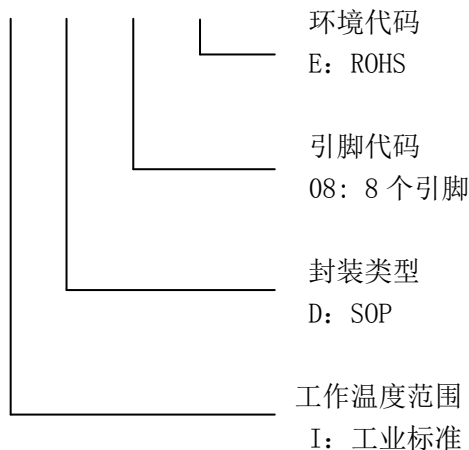 环境代码
E：ROHS
引脚代码
08：8个引脚
封装类型
D：SOP
工作温度范围
I：工业标准